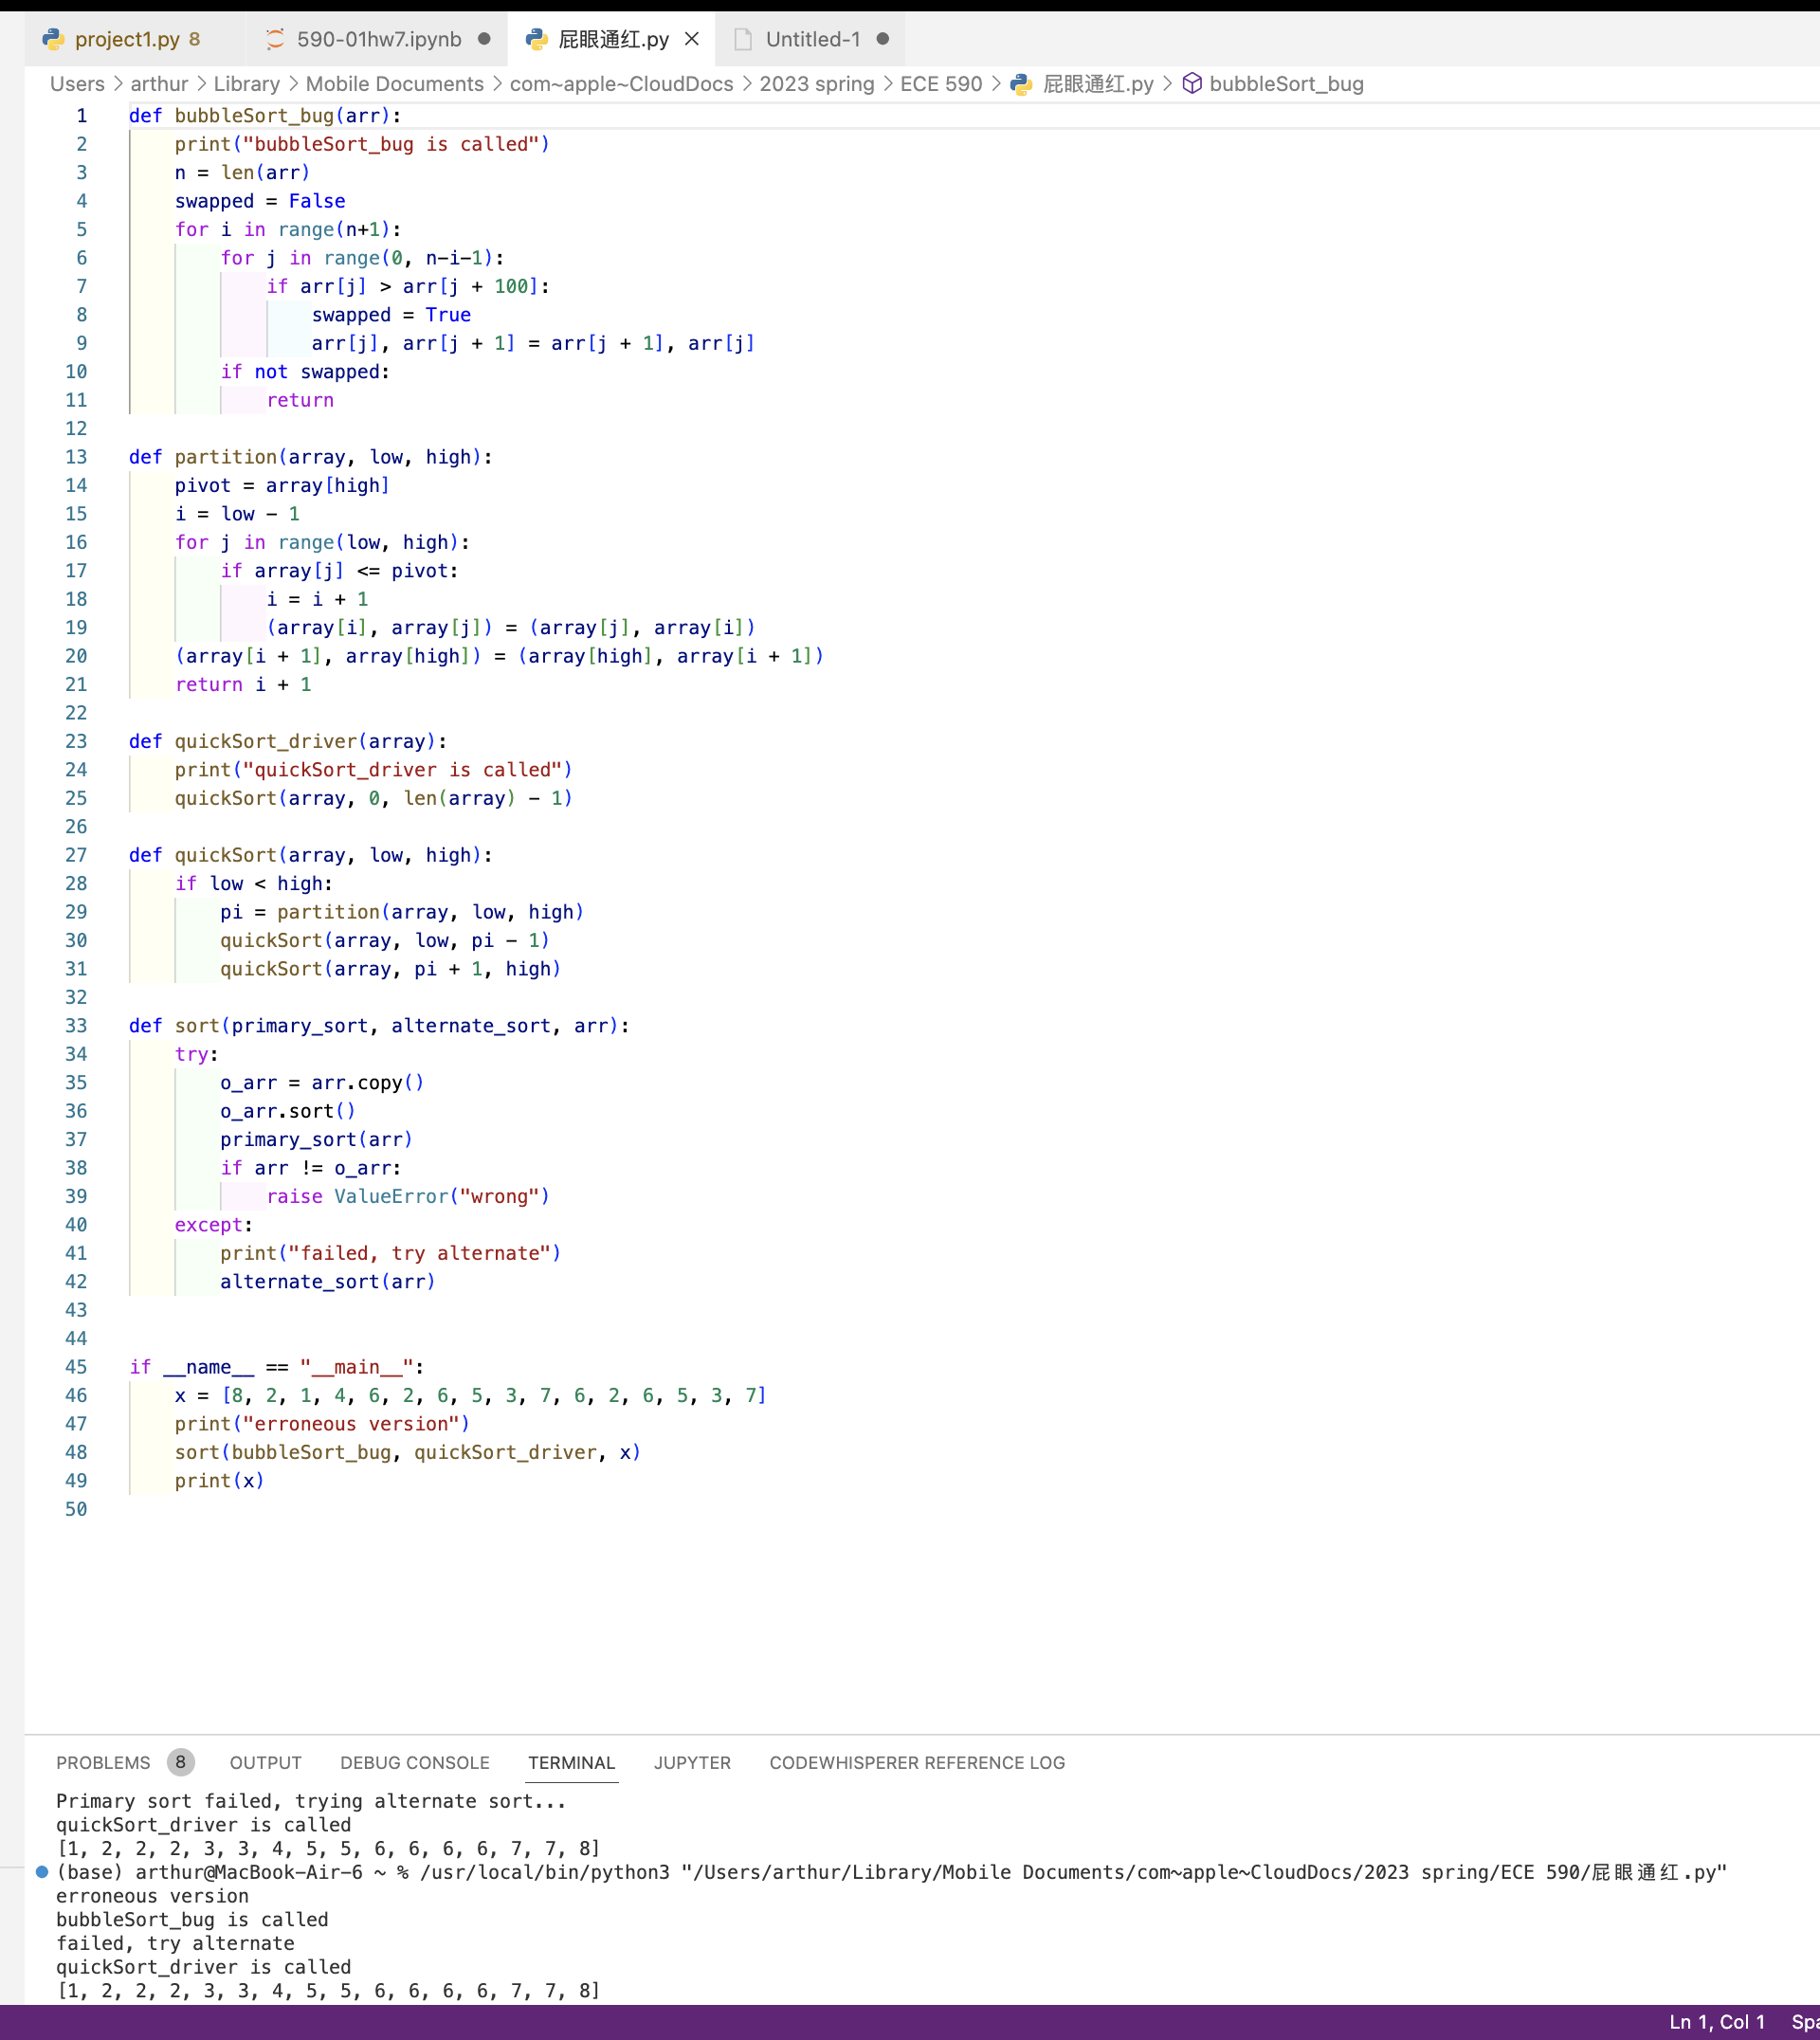 project1.py 8 590-01hw7.ipynb 屁眼通红.py Untitled-1
Users > arthur > Library > Mobile Documents > com~apple~CloudDocs > 2023 spring > ECE 590 > 屁眼通红.py > bubbleSort_bug
1 def bubbleSort_bug(arr):
2     print("bubbleSort_bug is called")
3     n = len(arr)
4     swapped = False
5     for i in range(n+1):
6         for j in range(0, n-i-1):
7             if arr[j] > arr[j + 100]:
8                 swapped = True
9                 arr[j], arr[j + 1] = arr[j + 1], arr[j]
10         if not swapped:
11             return
12
13 def partition(array, low, high):
14     pivot = array[high]
15     i = low - 1
16     for j in range(low, high):
17         if array[j] <= pivot:
18             i = i + 1
19             (array[i], array[j]) = (array[j], array[i])
20     (array[i + 1], array[high]) = (array[high], array[i + 1])
21     return i + 1
22
23 def quickSort_driver(array):
24     print("quickSort_driver is called")
25     quickSort(array, 0, len(array) - 1)
26
27 def quickSort(array, low, high):
28     if low < high:
29         pi = partition(array, low, high)
30         quickSort(array, low, pi - 1)
31         quickSort(array, pi + 1, high)
32
33 def sort(primary_sort, alternate_sort, arr):
34     try:
35         o_arr = arr.copy()
36         o_arr.sort()
37         primary_sort(arr)
38         if arr != o_arr:
39             raise ValueError("wrong")
40     except:
41         print("failed, try alternate")
42         alternate_sort(arr)
43
44
45 if __name__ == "__main__":
46     x = [8, 2, 1, 4, 6, 2, 6, 5, 3, 7, 6, 2, 6, 5, 3, 7]
47     print("erroneous version")
48     sort(bubbleSort_bug, quickSort_driver, x)
49     print(x)
50
PROBLEMS 8 OUTPUT DEBUG CONSOLE TERMINAL JUPYTER CODEWHISPERER REFERENCE LOG
Primary sort failed, trying alternate sort...
quickSort_driver is called
[1, 2, 2, 2, 3, 3, 4, 5, 5, 6, 6, 6, 6, 7, 7, 8]
(base) arthur@MacBook-Air-6 ~ % /usr/local/bin/python3 "/Users/arthur/Library/Mobile Documents/com~apple~CloudDocs/2023 spring/ECE 590/屁眼通红.py"
erroneous version
bubbleSort_bug is called
failed, try alternate
quickSort_driver is called
[1, 2, 2, 2, 3, 3, 4, 5, 5, 6, 6, 6, 6, 7, 7, 8]
Ln 1, Col 1